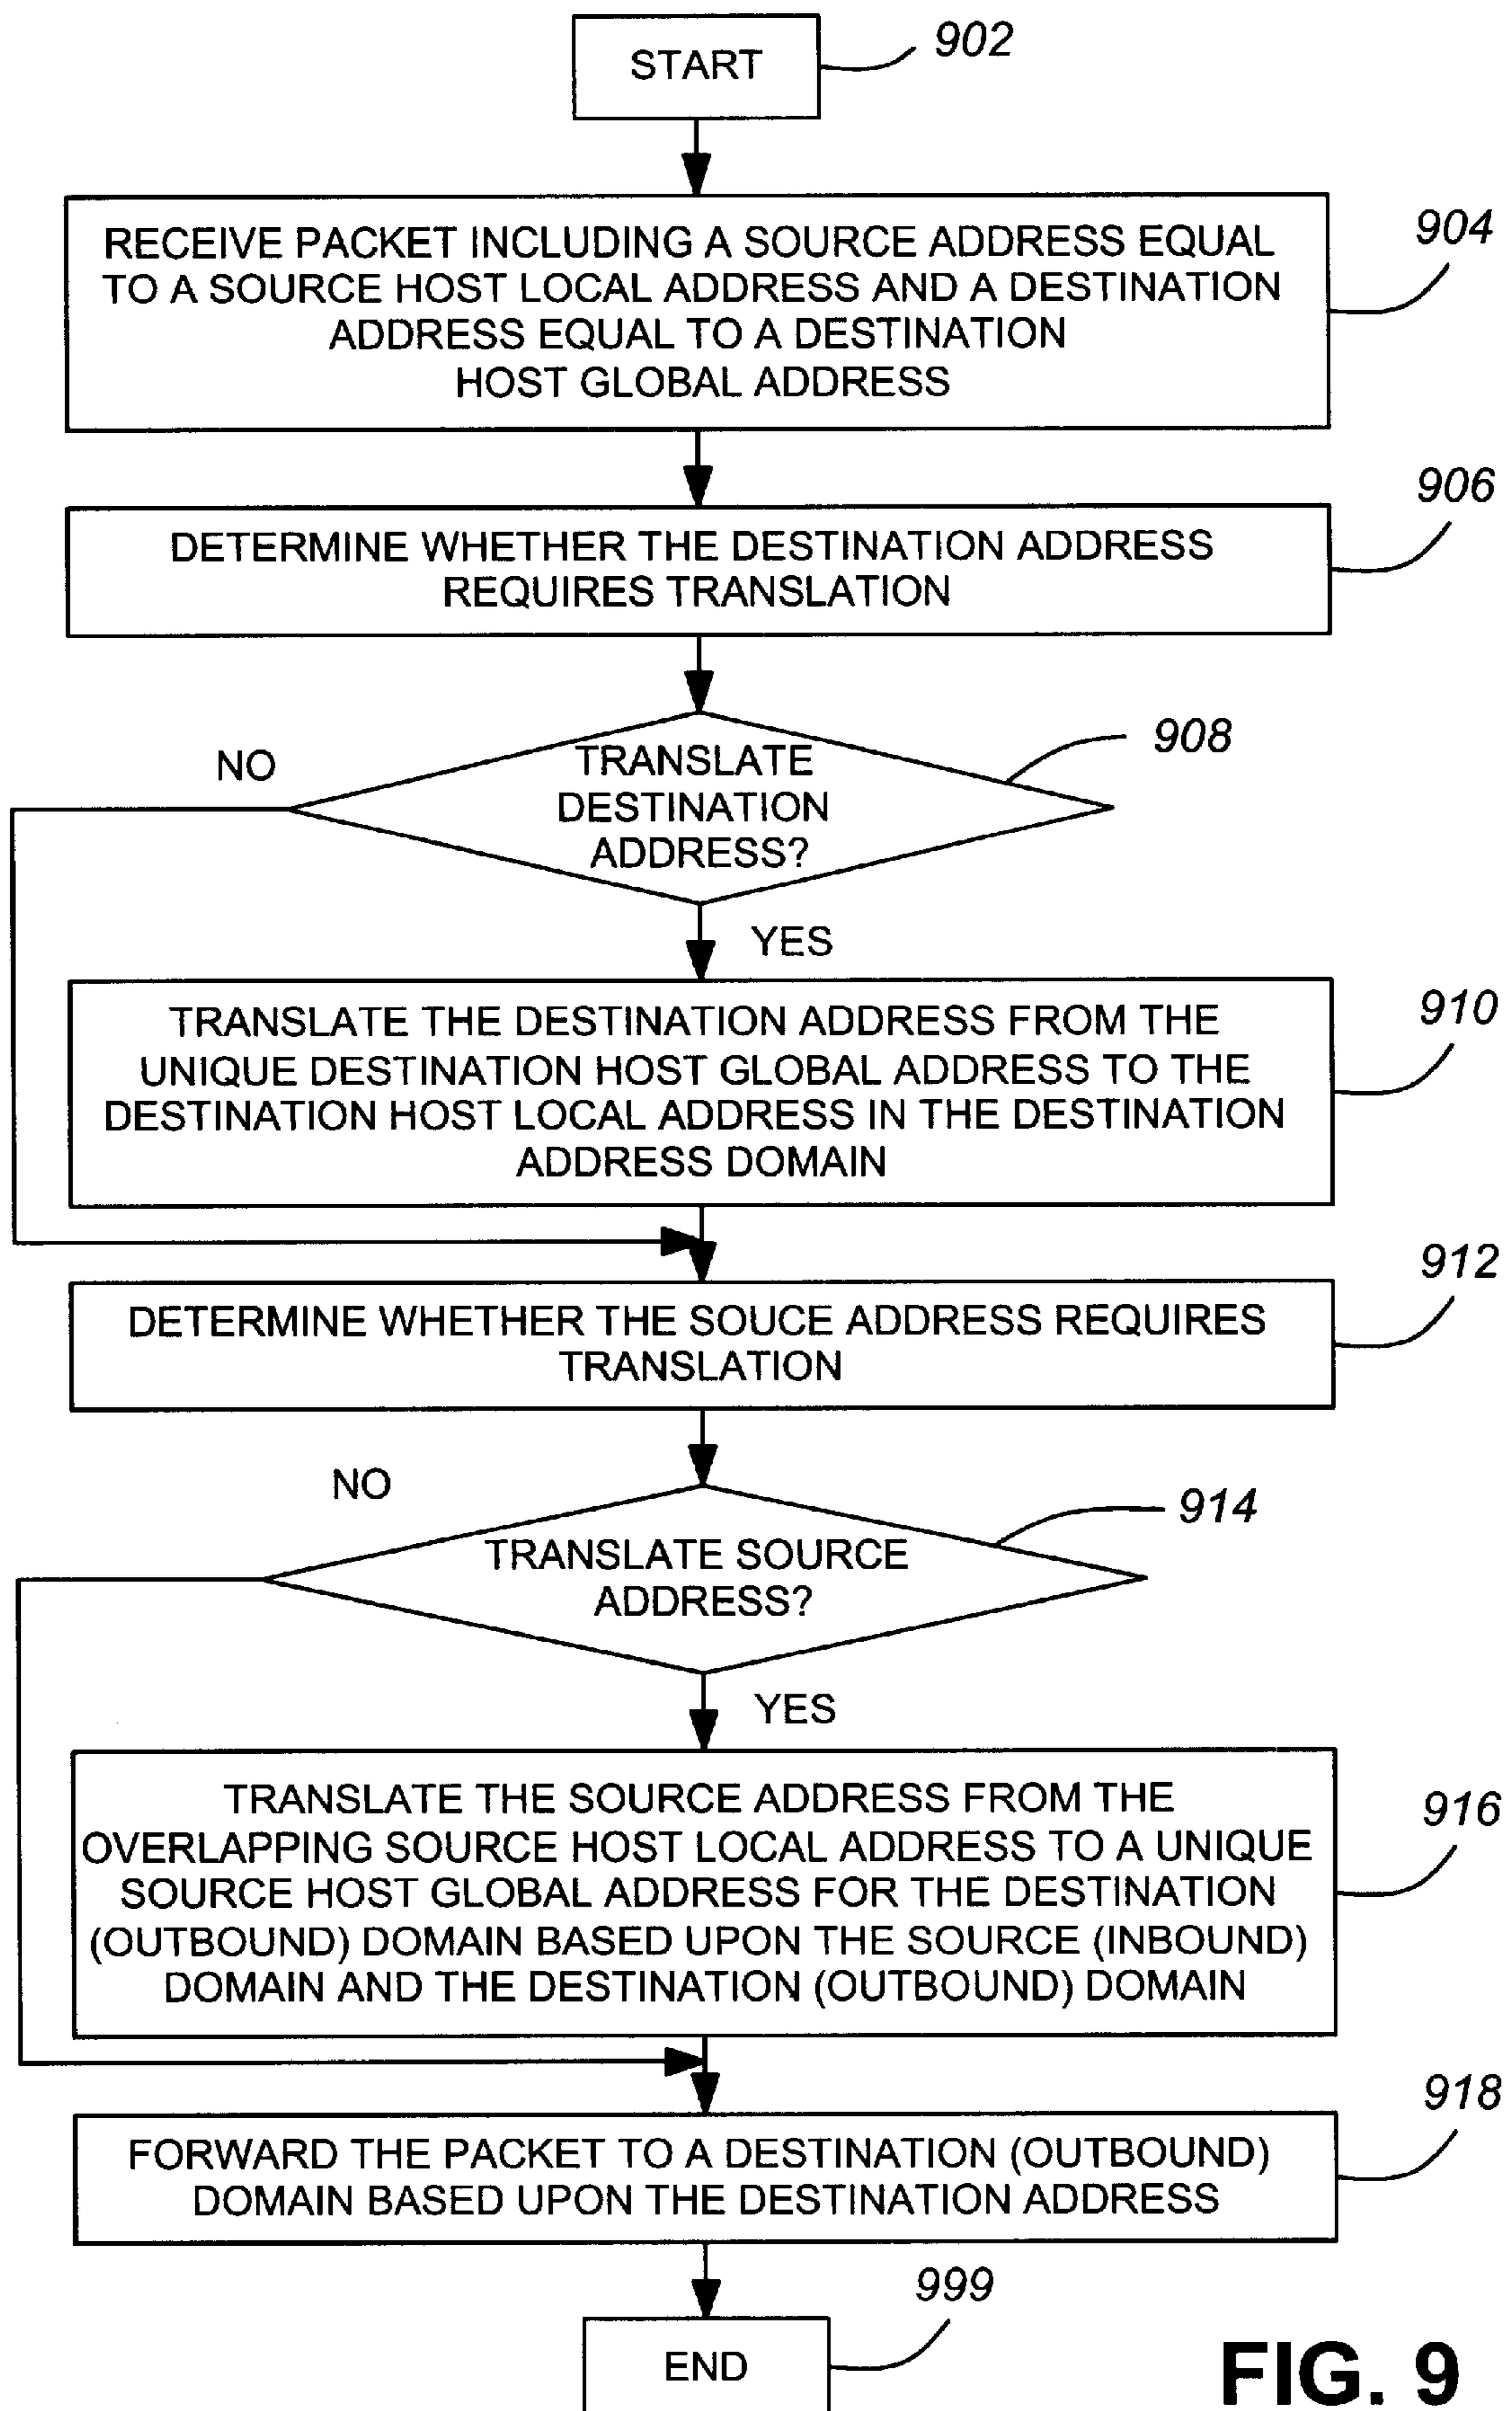 START
902
RECEIVE PACKET INCLUDING A SOURCE ADDRESS EQUAL
TO A SOURCE HOST LOCAL ADDRESS AND A DESTINATION
ADDRESS EQUAL TO A DESTINATION
HOST GLOBAL ADDRESS
904
DETERMINE WHETHER THE DESTINATION ADDRESS
REQUIRES TRANSLATION
906
TRANSLATE
DESTINATION
ADDRESS?
908
NO
YES
TRANSLATE THE DESTINATION ADDRESS FROM THE
UNIQUE DESTINATION HOST GLOBAL ADDRESS TO THE
DESTINATION HOST LOCAL ADDRESS IN THE DESTINATION
ADDRESS DOMAIN
910
DETERMINE WHETHER THE SOUCE ADDRESS REQUIRES
TRANSLATION
912
NO
TRANSLATE SOURCE
ADDRESS?
914
YES
TRANSLATE THE SOURCE ADDRESS FROM THE
OVERLAPPING SOURCE HOST LOCAL ADDRESS TO A UNIQUE
SOURCE HOST GLOBAL ADDRESS FOR THE DESTINATION
(OUTBOUND) DOMAIN BASED UPON THE SOURCE (INBOUND)
DOMAIN AND THE DESTINATION (OUTBOUND) DOMAIN
916
FORWARD THE PACKET TO A DESTINATION (OUTBOUND)
DOMAIN BASED UPON THE DESTINATION ADDRESS
918
END
999
FIG. 9